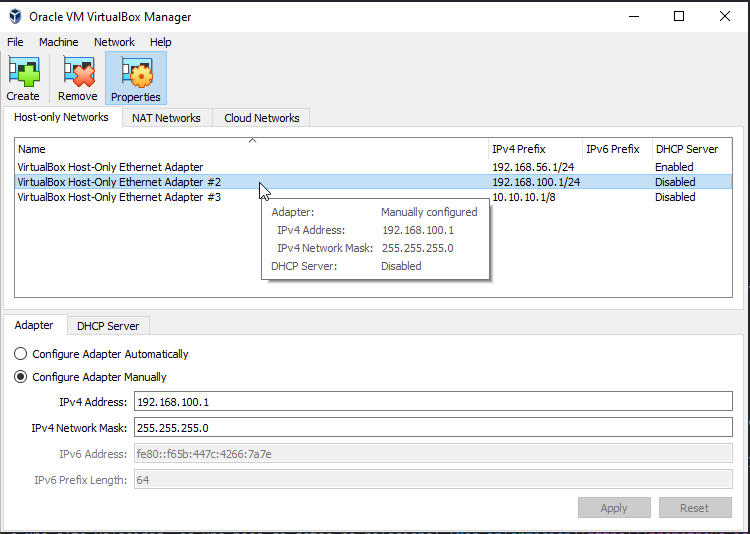 Oracle VM VirtualBox Manager
File Machine Network Help
Create Remove Properties
Host-only Networks NAT Networks Cloud Networks
Name IPv4 Prefix IPv6 Prefix DHCP Server
VirtualBox Host-Only Ethernet Adapter 192.168.56.1/24 Enabled
VirtualBox Host-Only Ethernet Adapter #2 192.168.100.1/24 Disabled
VirtualBox Host-Only Ethernet Adapter #3 10.10.10.1/8 Disabled
Adapter: Manually configured
IPv4 Address: 192.168.100.1
IPv4 Network Mask: 255.255.255.0
DHCP Server: Disabled
Adapter DHCP Server
Configure Adapter Automatically
Configure Adapter Manually
IPv4 Address: 192.168.100.1
IPv4 Network Mask: 255.255.255.0
IPv6 Address: fe80::f65b:447c:4266:7a7e
IPv6 Prefix Length: 64
Apply Reset